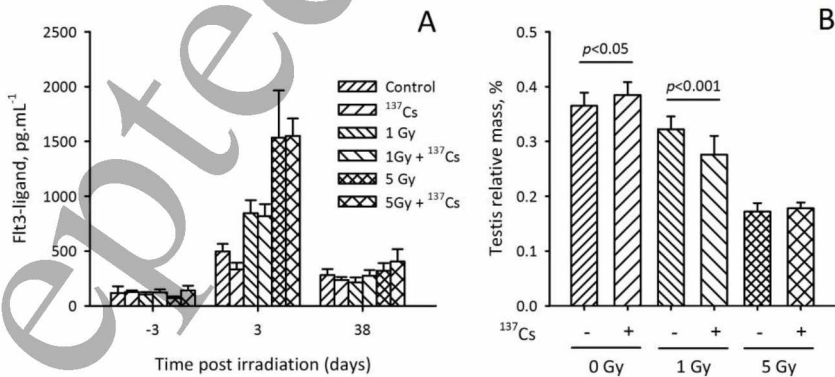 A
Flt3-ligand, pg.mL⁻¹
2500
2000
1500
1000
500
0
Control
¹³⁷Cs
1 Gy
1Gy + ¹³⁷Cs
5 Gy
5Gy + ¹³⁷Cs
-3 3 38
Time post irradiation (days)
B
Testis relative mass, %
0.5
0.4
0.3
0.2
0.1
0.0
p<0.05
p<0.001
¹³⁷Cs - + - + - +
0 Gy 1 Gy 5 Gy
epte